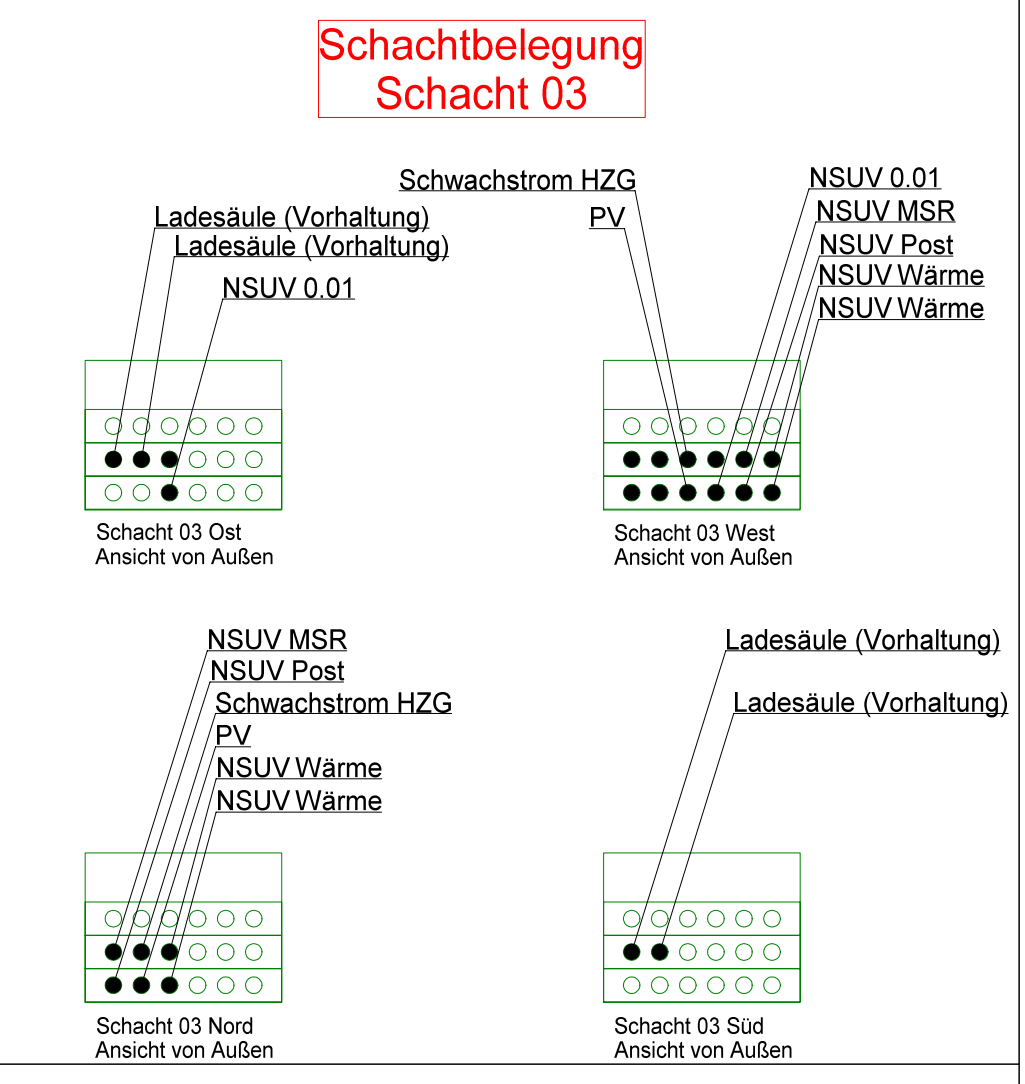 Schachtbelegung
Schacht 03
Ladesäule (Vorhaltung)
Ladesäule (Vorhaltung)
NSUV 0.01
Schacht 03 Ost
Ansicht von Außen
Schwachstrom HZG
PV
NSUV 0.01
NSUV MSR
NSUV Post
NSUV Wärme
NSUV Wärme
Schacht 03 West
Ansicht von Außen
NSUV MSR
NSUV Post
Schwachstrom HZG
PV
NSUV Wärme
NSUV Wärme
Schacht 03 Nord
Ansicht von Außen
Ladesäule (Vorhaltung)
Ladesäule (Vorhaltung)
Schacht 03 Süd
Ansicht von Außen